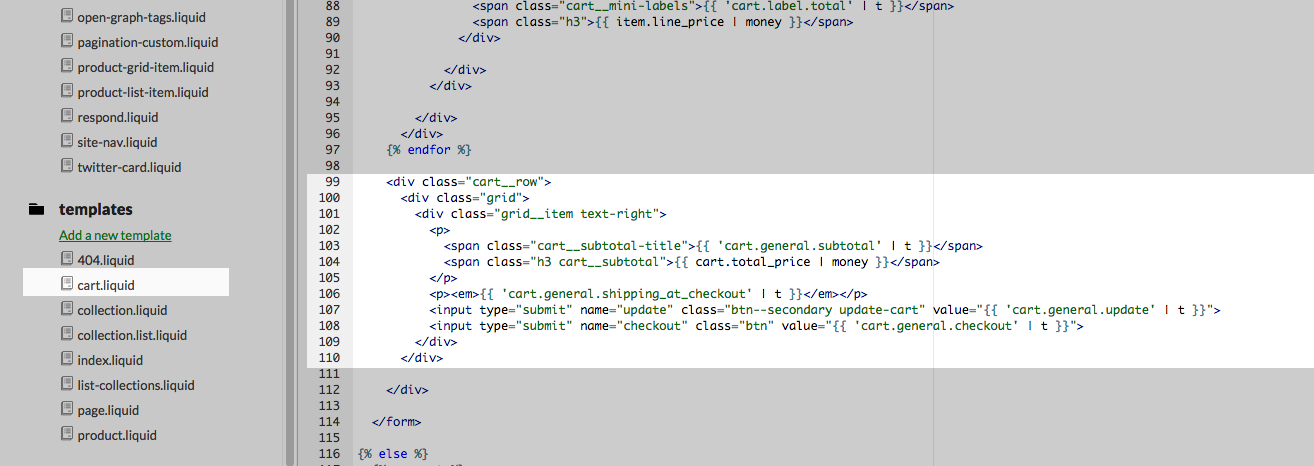 open-graph-tags.liquid
pagination-custom.liquid
product-grid-item.liquid
product-list-item.liquid
respond.liquid
site-nav.liquid
twitter-card.liquid
templates
Add a new template
404.liquid
cart.liquid
collection.liquid
collection.list.liquid
index.liquid
list-collections.liquid
page.liquid
product.liquid
88 <span class="cart__mini-labels">{{ 'cart.label.total' | t }}</span>
89 <span class="h3">{{ item.line_price | money }}</span>
90 </div>
91
92 </div>
93 </div>
94
95 </div>
96 </div>
97 {% endfor %}
98
99 <div class="cart__row">
100 <div class="grid">
101 <div class="grid__item text-right">
102 <p>
103 <span class="cart__subtotal-title">{{ 'cart.general.subtotal' | t }}</span>
104 <span class="h3 cart__subtotal">{{ cart.total_price | money }}</span>
105 </p>
106 <p><em>{{ 'cart.general.shipping_at_checkout' | t }}</em></p>
107 <input type="submit" name="update" class="btn--secondary update-cart" value="{{ 'cart.general.update' | t }}">
108 <input type="submit" name="checkout" class="btn" value="{{ 'cart.general.checkout' | t }}">
109 </div>
110 </div>
111
112 </div>
113
114 </form>
115
116 {% else %}